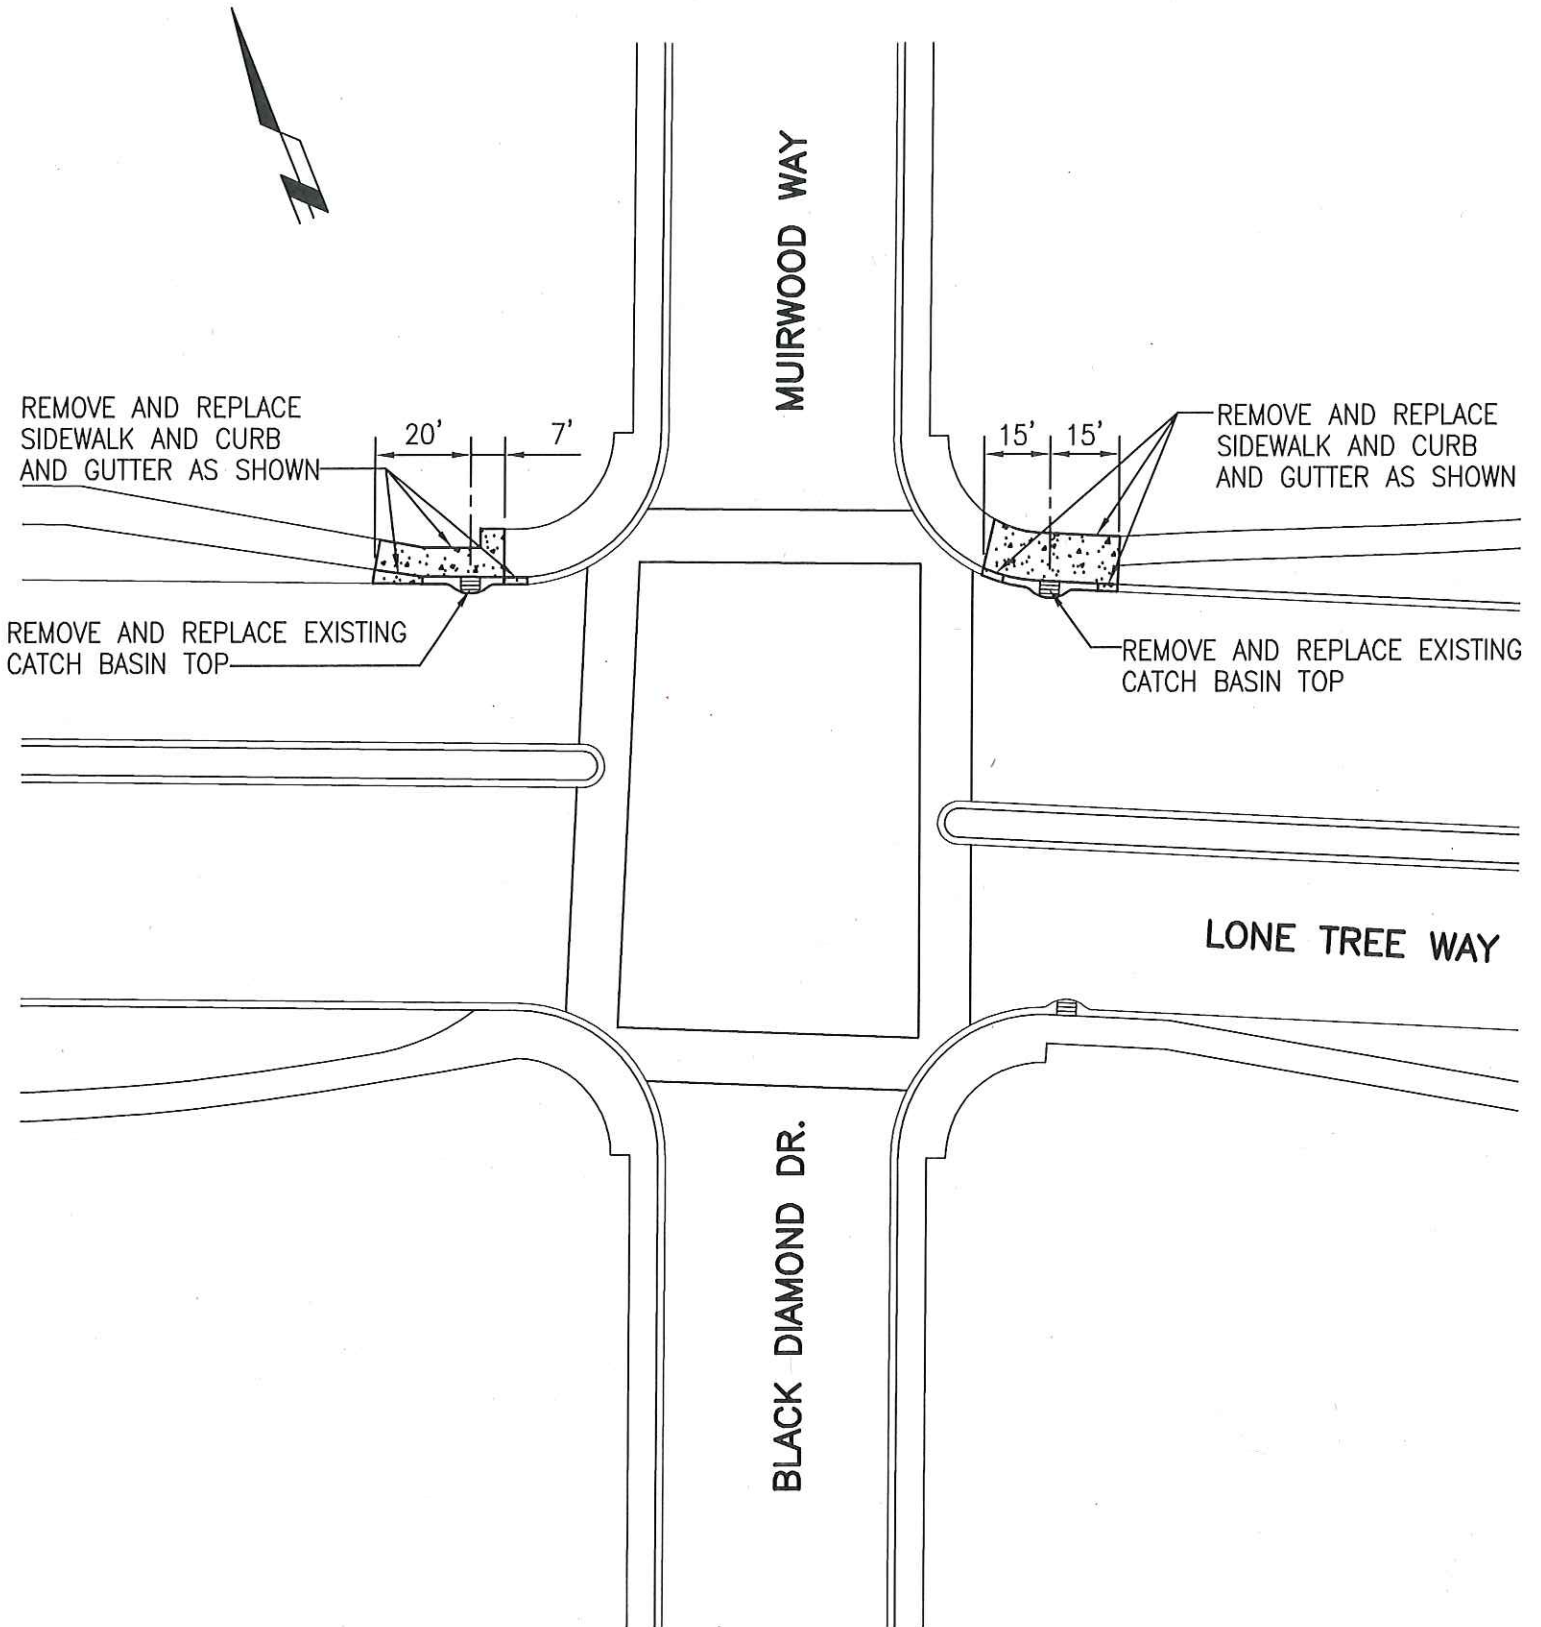 MUIRWOOD WAY
REMOVE AND REPLACE
SIDEWALK AND CURB
AND GUTTER AS SHOWN
20'
7'
15'
15'
REMOVE AND REPLACE
SIDEWALK AND CURB
AND GUTTER AS SHOWN
REMOVE AND REPLACE EXISTING
CATCH BASIN TOP
REMOVE AND REPLACE EXISTING
CATCH BASIN TOP
LONE TREE WAY
BLACK DIAMOND DR.